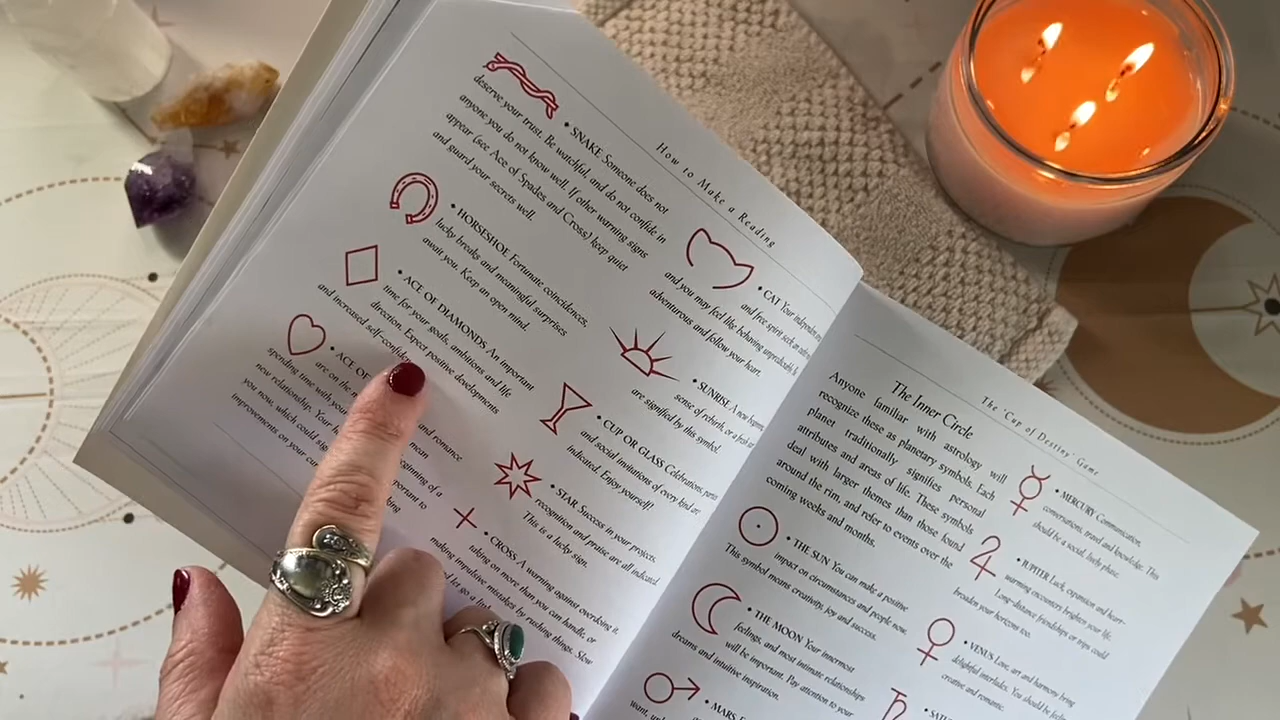 How to Make a Reading
• SNAKE Someone does not
deserve your trust. Be watchful, and do not confide in
anyone you do not know well. If other warning signs
appear (see Ace of Spades and Cross) keep quiet
and guard your secrets well.
• HORSESHOE Fortunate coincidences,
lucky breaks and meaningful surprises
await you. Keep an open mind.
• ACE OF DIAMONDS An important
time for your goals, ambitions and life
direction. Expect positive developments
and increased self-confidence
• ACE OF
and romance
are on the
mean
spending time with your
new relationship. Your
coming of a
you now, which could
improvements on your
• CAT Your
and free spirit seek an
and you may feel like behaving unpredictably
adventurous and follow your heart.
• SUNRISE A new
sense of rebirth, or a fresh
are signified by this symbol.
• CUP OR GLASS Celebrations, parties
and social invitations of every kind are
indicated. Enjoy yourself!
• STAR Success in your projects,
recognition and praise are all indicated.
This is a lucky sign.
• CROSS A warning against overdoing it,
taking on more than you can handle, or
making impulsive mistakes by rushing things. Slow
let go a
The 'Cup of Destiny' Game
The Inner Circle
Anyone familiar with astrology will
recognize these as planetary symbols. Each
planet traditionally signifies personal
attributes and areas of life. These symbols
deal with larger themes than those found
around the rim, and refer to events over the
coming weeks and months.
• THE SUN You can make a positive
impact on circumstances and people now.
This symbol means creativity, joy and success.
• THE MOON Your innermost
feelings, and most intimate relationships
will be important. Pay attention to your
dreams and intuitive inspiration.
• MARS
want,
• MERCURY Communication,
conversations, travel and knowledge. This
should be a social, lively phase.
• JUPITER Luck, expansion and heart-
warming encounters brighten your life.
Long-distance friendships or trips could
broaden your horizons too.
• VENUS Love, art and harmony bring
delightful interludes. You should be feeling
creative and romantic.